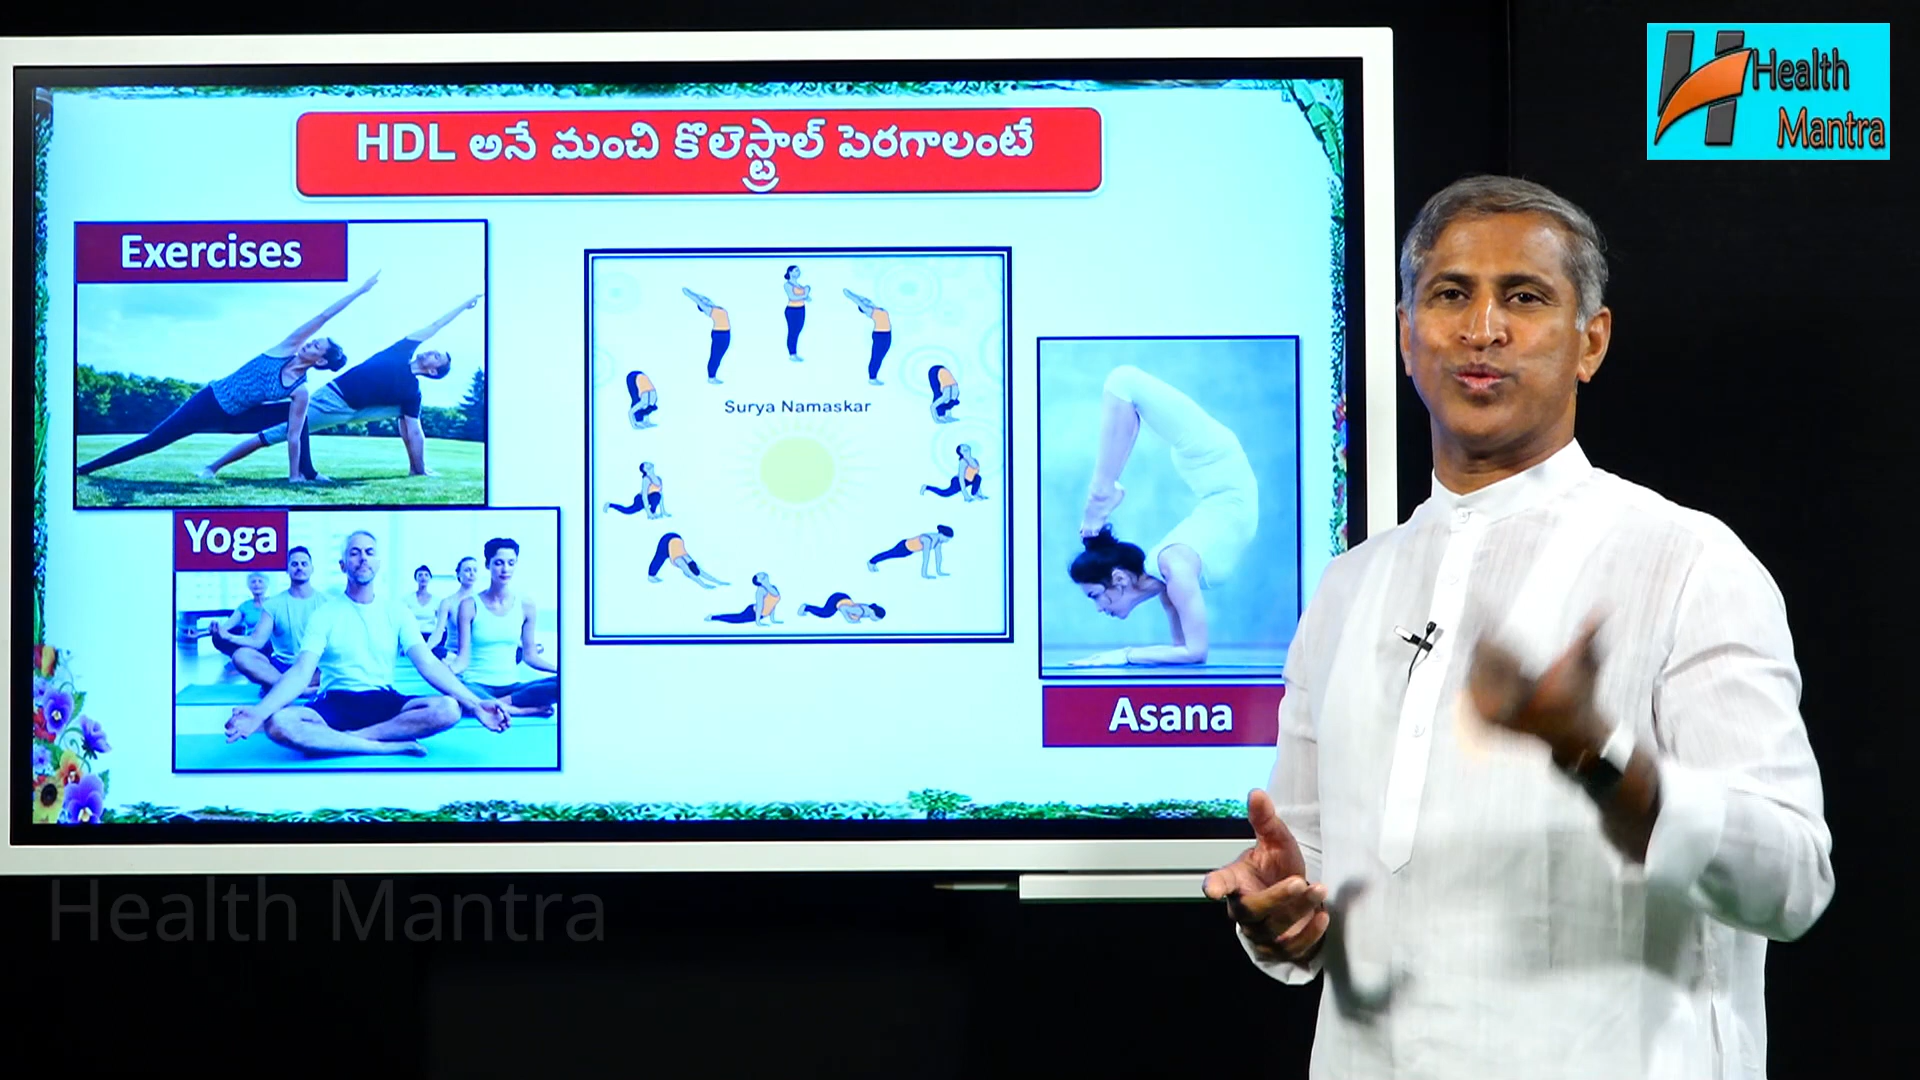 HDL అనే మంచి కొలెస్ట్రాల్ పెరగాలంటే
Exercises
Surya Namaskar
Yoga
Asana
Health
Mantra
Health Mantra